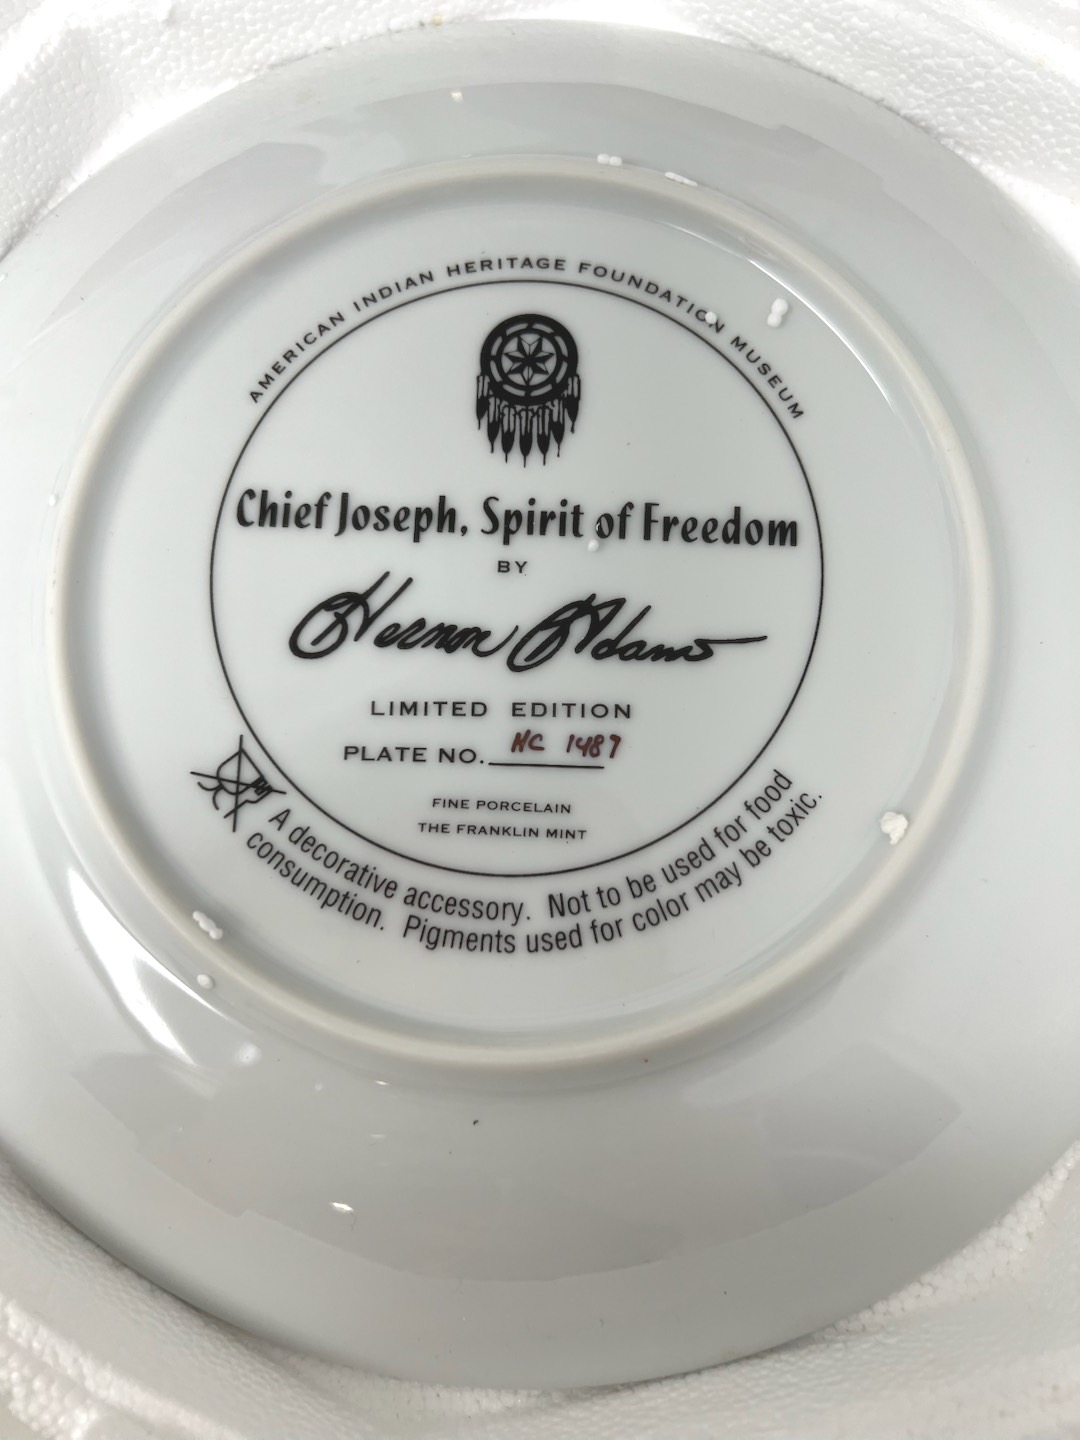 AMERICAN INDIAN HERITAGE FOUNDATION MUSEUM
Chief Joseph, Spirit of Freedom
BY
Hernon Adams
LIMITED EDITION
PLATE NO. HC 1487
FINE PORCELAIN
THE FRANKLIN MINT
A decorative accessory. Not to be used for food
consumption. Pigments used for color may be toxic.